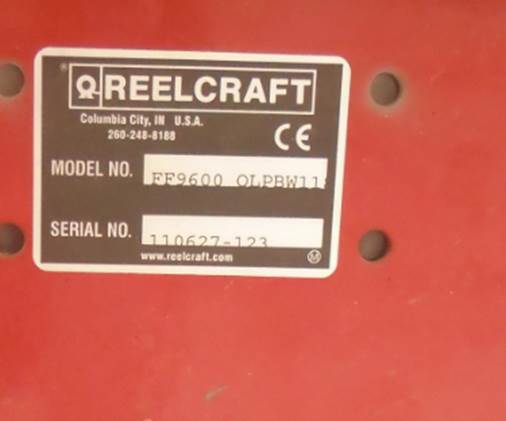 ® REELCRAFT
Columbia City, IN U.S.A.
260-248-8188
CE
MODEL NO. FF9600 OLPBW11
SERIAL NO. 110627-123
www.reelcraft.com
M